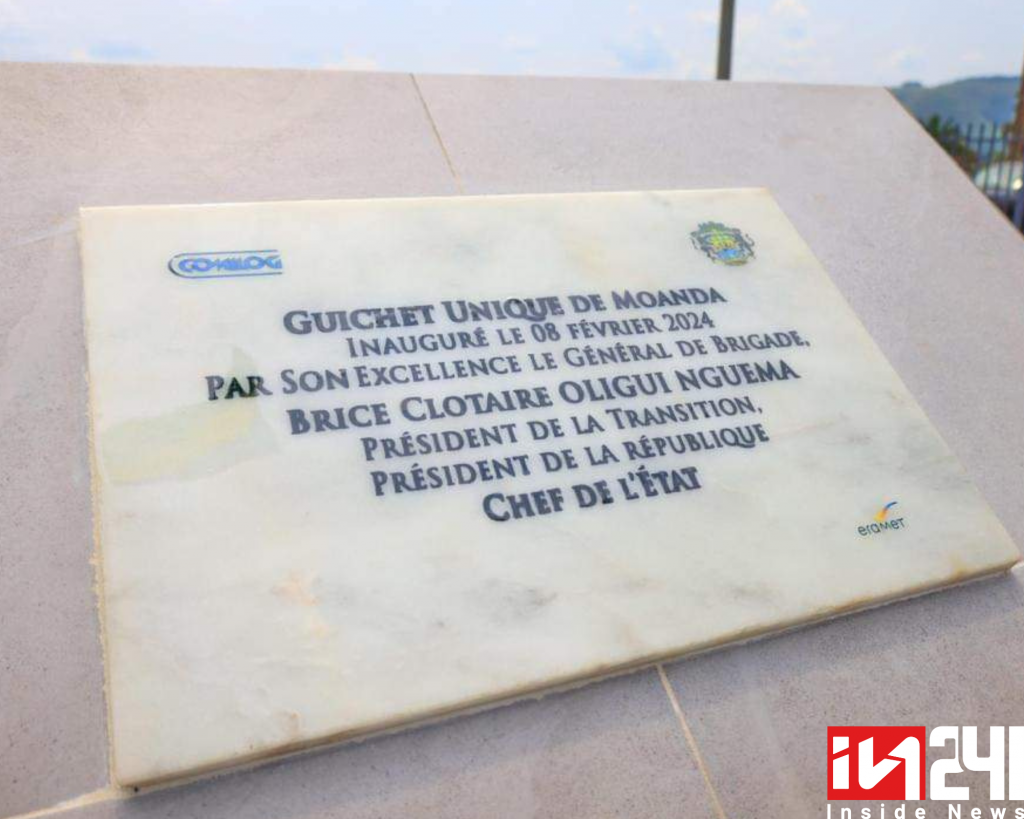 COMILOG
GUICHET UNIQUE DE MOANDA
INAUGURÉ LE 08 FÉVRIER 2024
PAR SON EXCELLENCE LE GÉNÉRAL DE BRIGADE,
BRICE CLOTAIRE OLIGUI NGUEMA
PRÉSIDENT DE LA TRANSITION,
PRÉSIDENT DE LA RÉPUBLIQUE
CHEF DE L'ÉTAT
eramet
in24
Inside News